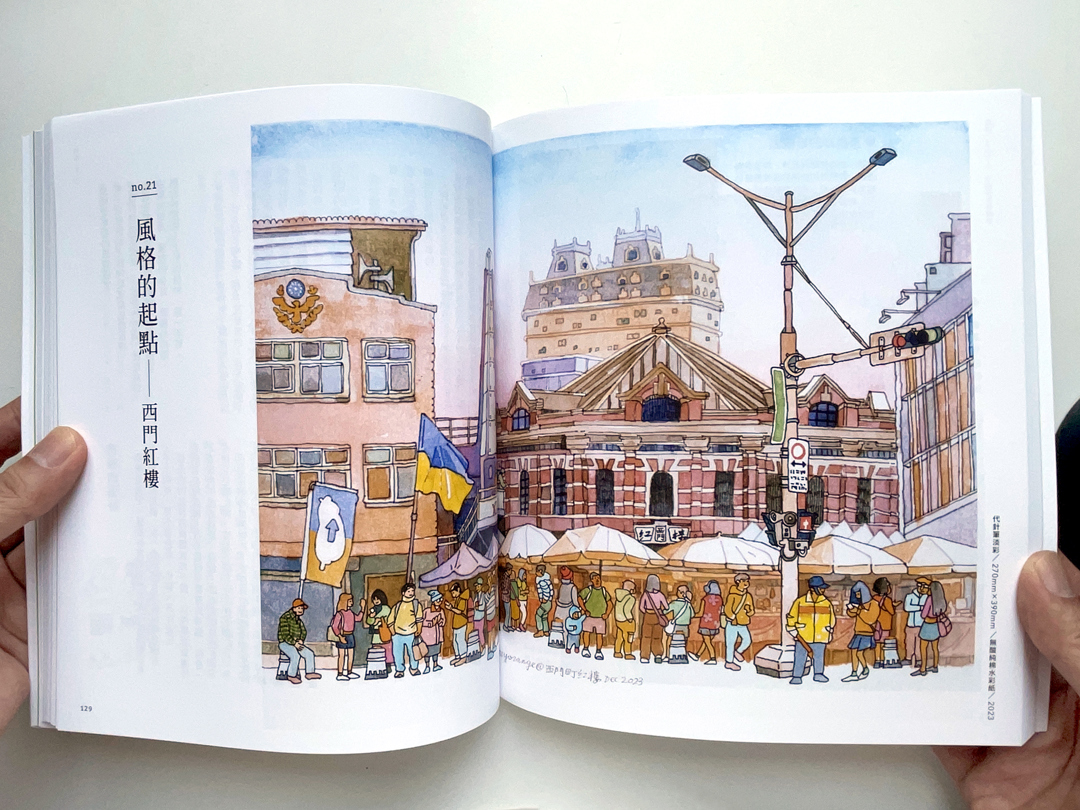 no.21
風格的起點——西門紅樓
129
紅西樓
@西門町紅樓 Dec 2023
代針筆淡彩／270mm×390mm／無酸純棉水彩紙／2023